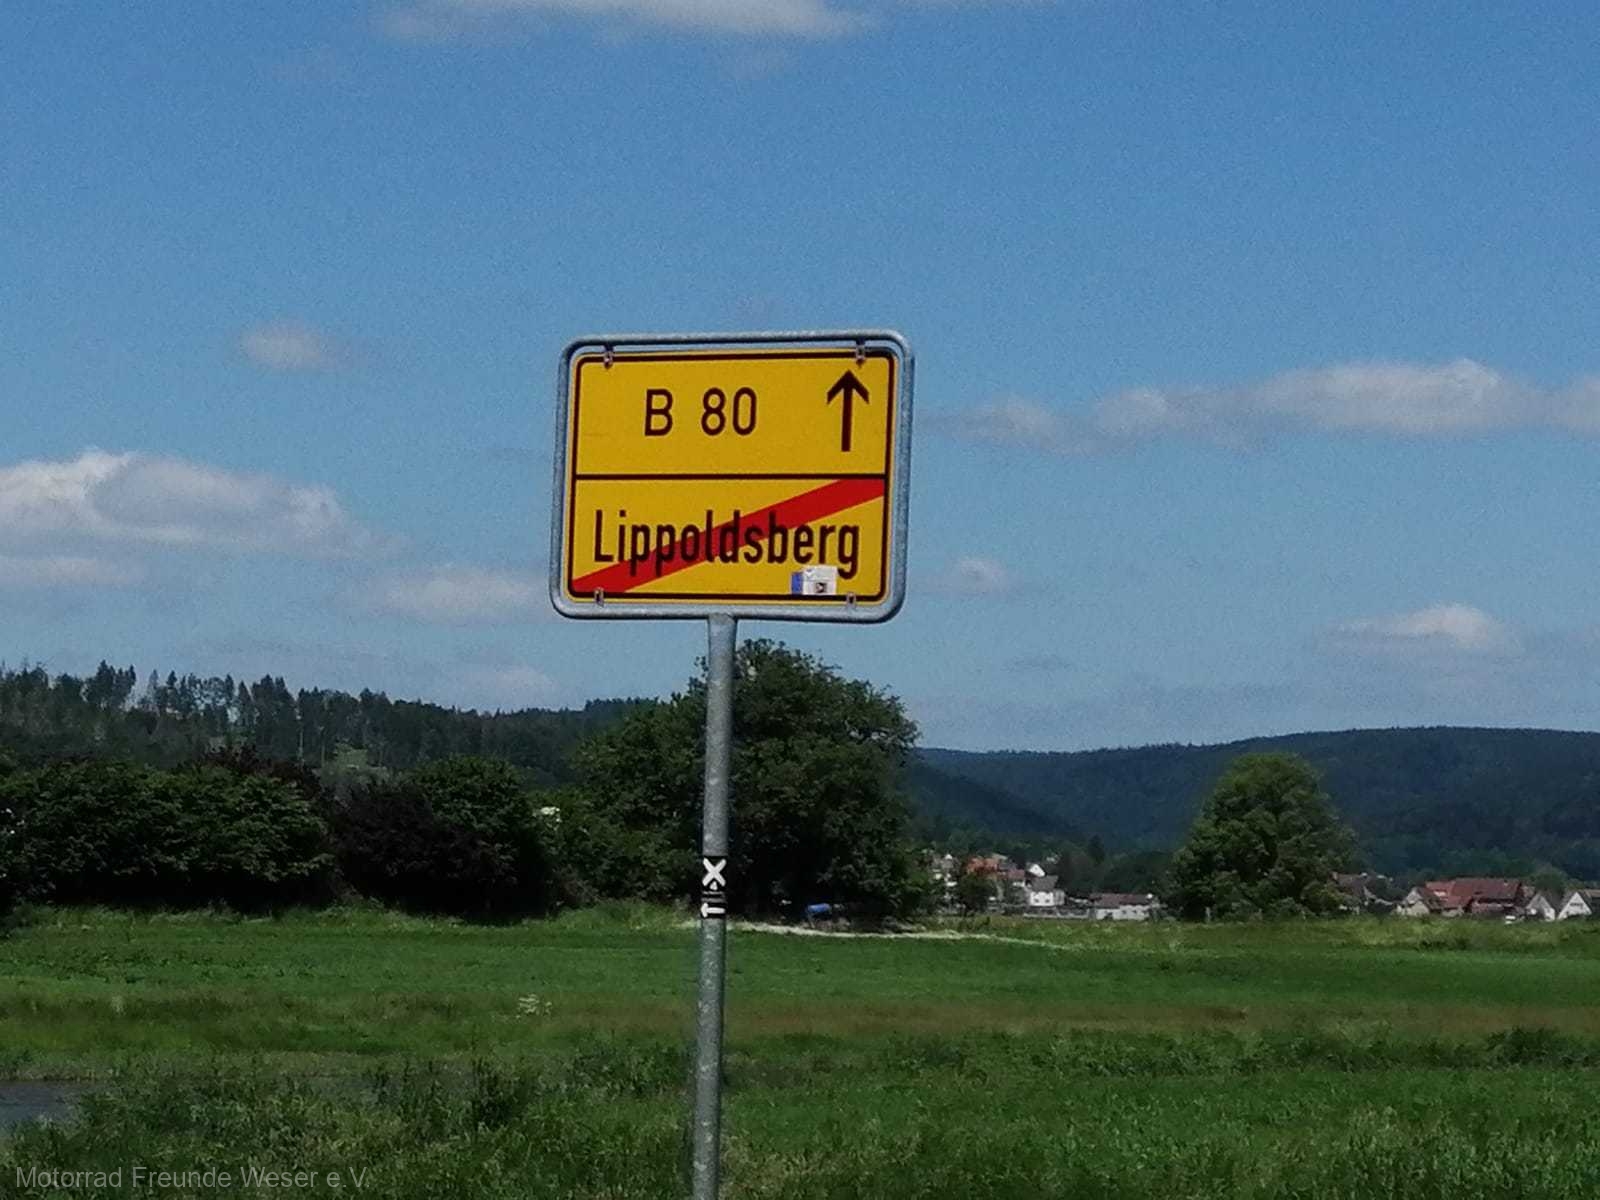 B 80
Lippoldsberg
Motorrad Freunde Weser e.V.